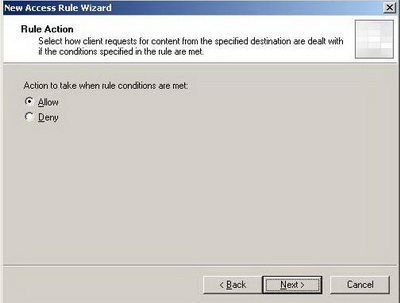 New Access Rule Wizard
Rule Action
Select how client requests for content from the specified destination are dealt with
if the conditions specified in the rule are met.
Action to take when rule conditions are met:
Allow
Deny
< Back
Next >
Cancel